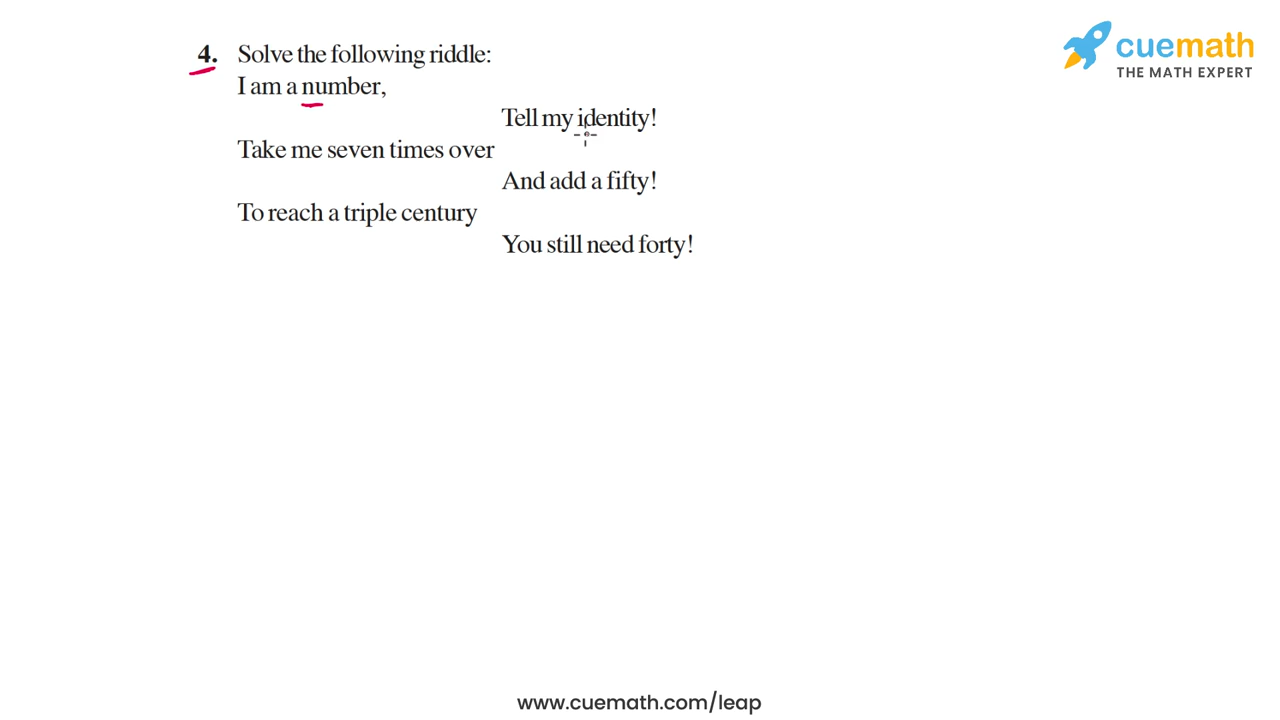 4. Solve the following riddle:
I am a number,
Tell my identity!
Take me seven times over
And add a fifty!
To reach a triple century
You still need forty!
cuemath
THE MATH EXPERT
www.cuemath.com/leap